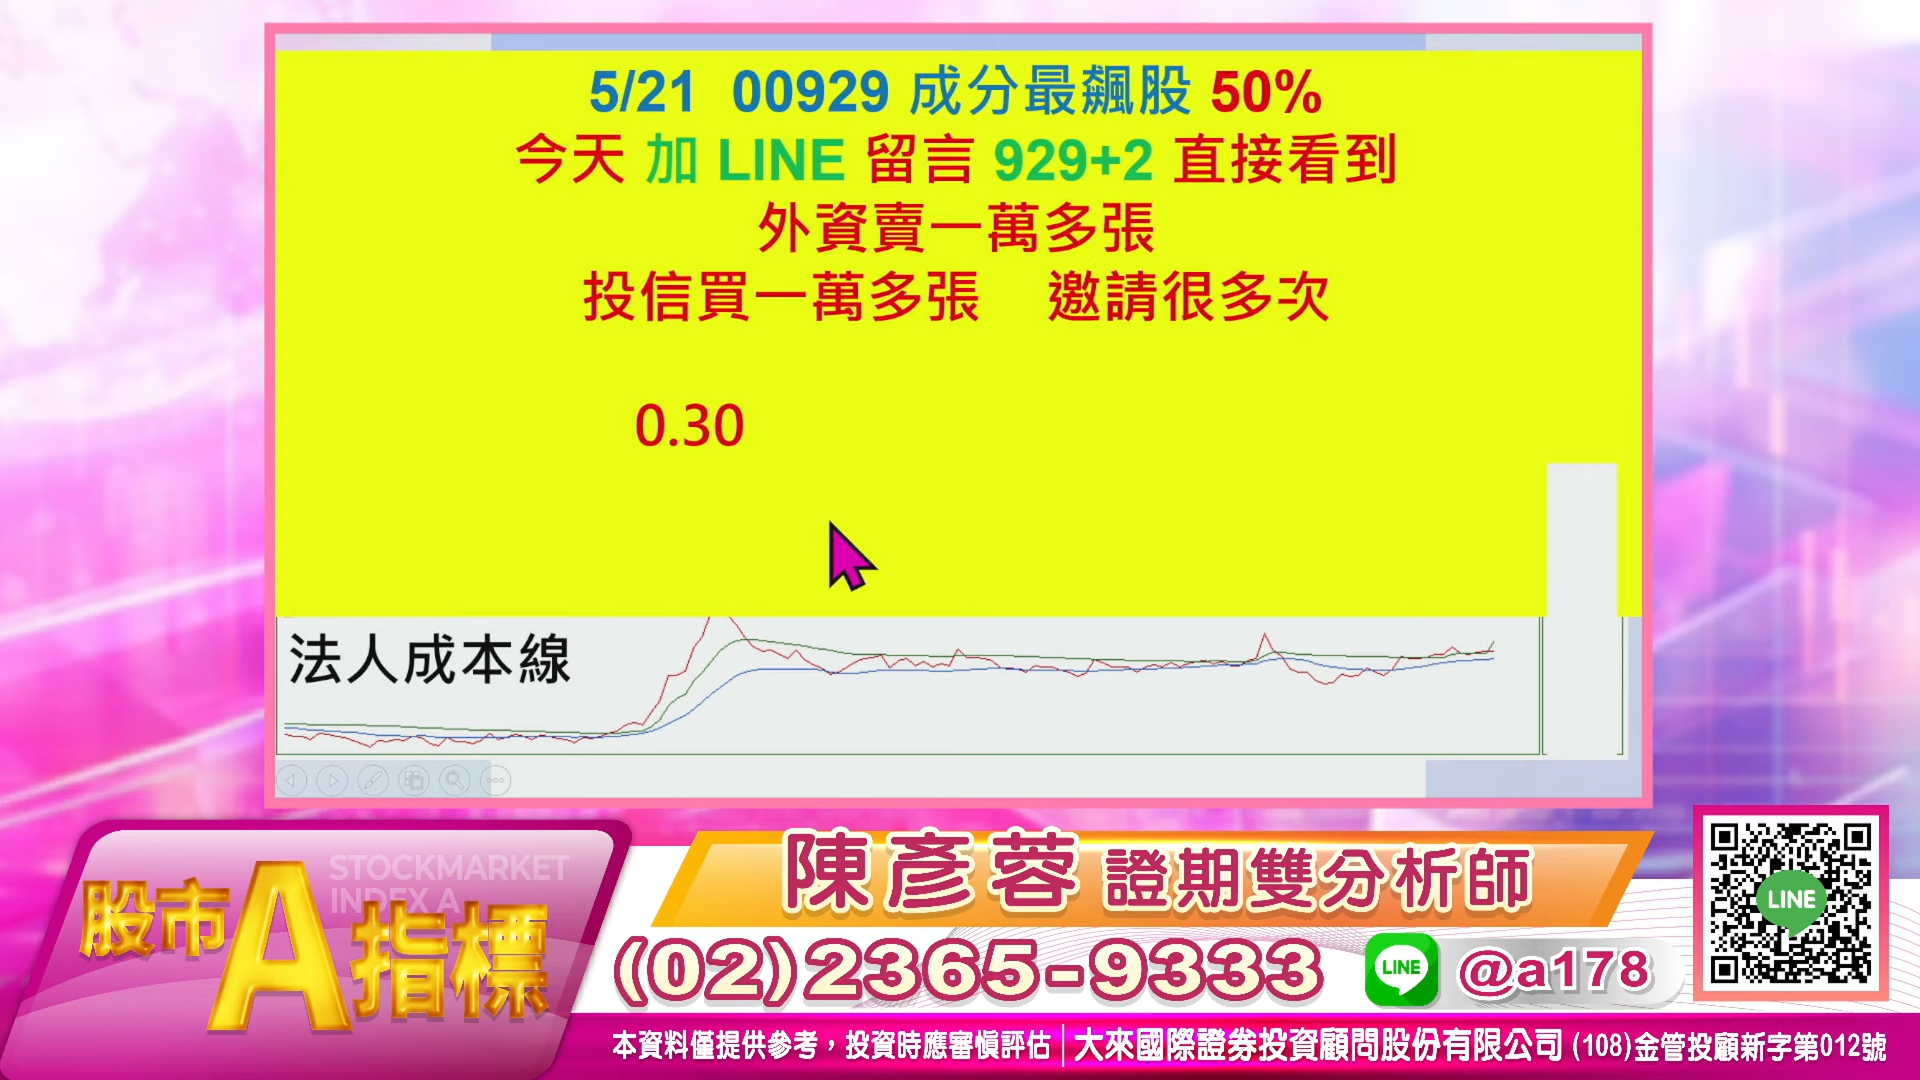 5/21 00929 成分最飆股 50%
今天 加 LINE 留言 929+2 直接看到
外資賣一萬多張
投信買一萬多張 邀請很多次
0.30
法人成本線
STOCKMARKET
INDEX A
股市A指標
陳彥蓉 證期雙分析師
(02)2365-9333
LINE @a178
LINE
本資料僅提供參考，投資時應審慎評估｜大來國際證券投資顧問股份有限公司 (108)金管投顧新字第012號